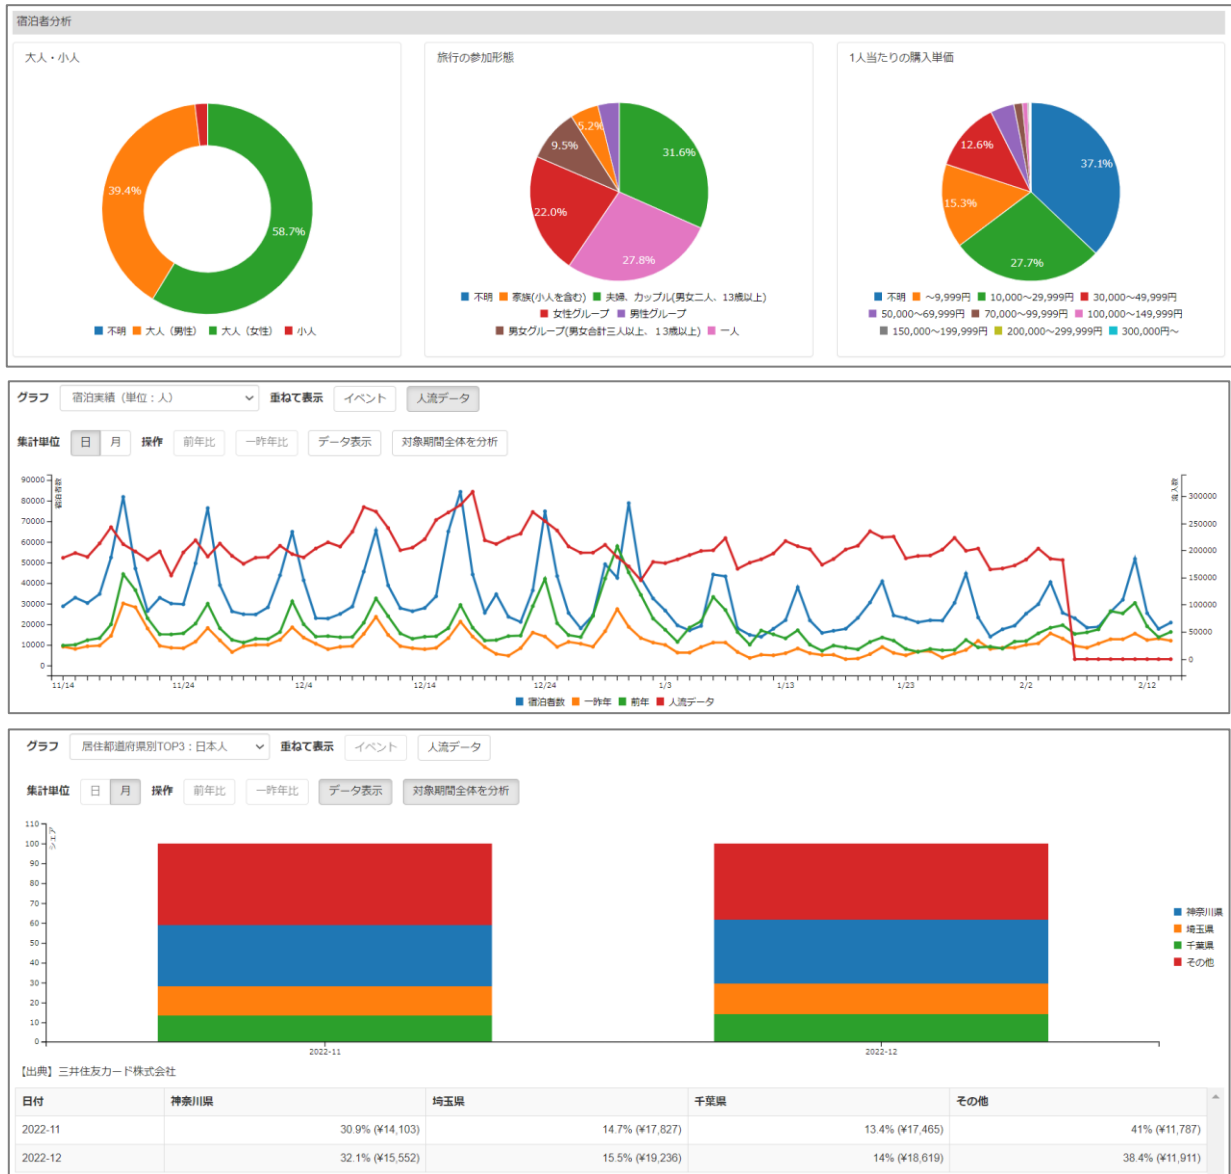 宿泊者分析
大人・小人
旅行の参加形態
1人当たりの購入単価
39.4%
58.7%
5.2%
9.5%
31.6%
22.0%
27.8%
12.6%
37.1%
15.3%
27.7%
不明 大人（男性） 大人（女性） 小人
不明 家族(小人を含む) 夫婦、カップル(男女二人、13歳以上)
女性グループ 男性グループ
男女グループ(男女合計三人以上、13歳以上) 一人
不明 ～9,999円 10,000～29,999円 30,000～49,999円
50,000～69,999円 70,000～99,999円 100,000～149,999円
150,000～199,999円 200,000～299,999円 300,000円～
グラフ 宿泊実績（単位：人） 重ねて表示 イベント 人流データ
集計単位 日 月 操作 前年比 一昨年比 データ表示 対象期間全体を分析
宿泊者数
流入数
90000
80000
70000
60000
50000
40000
30000
20000
10000
0
300000
250000
200000
150000
100000
50000
0
11/14 11/24 12/4 12/14 12/24 1/3 1/13 1/23 2/2 2/12
宿泊者数 一昨年 前年 人流データ
グラフ 居住都道府県別TOP3：日本人 重ねて表示 イベント 人流データ
集計単位 日 月 操作 前年比 一昨年比 データ表示 対象期間全体を分析
シェア
110
100
90
80
70
60
50
40
30
20
10
0
2022-11 2022-12
神奈川県
埼玉県
千葉県
その他
【出典】三井住友カード株式会社
日付 神奈川県 埼玉県 千葉県 その他
2022-11 30.9% (¥14,103) 14.7% (¥17,827) 13.4% (¥17,465) 41% (¥11,787)
2022-12 32.1% (¥15,552) 15.5% (¥19,236) 14% (¥18,619) 38.4% (¥11,911)